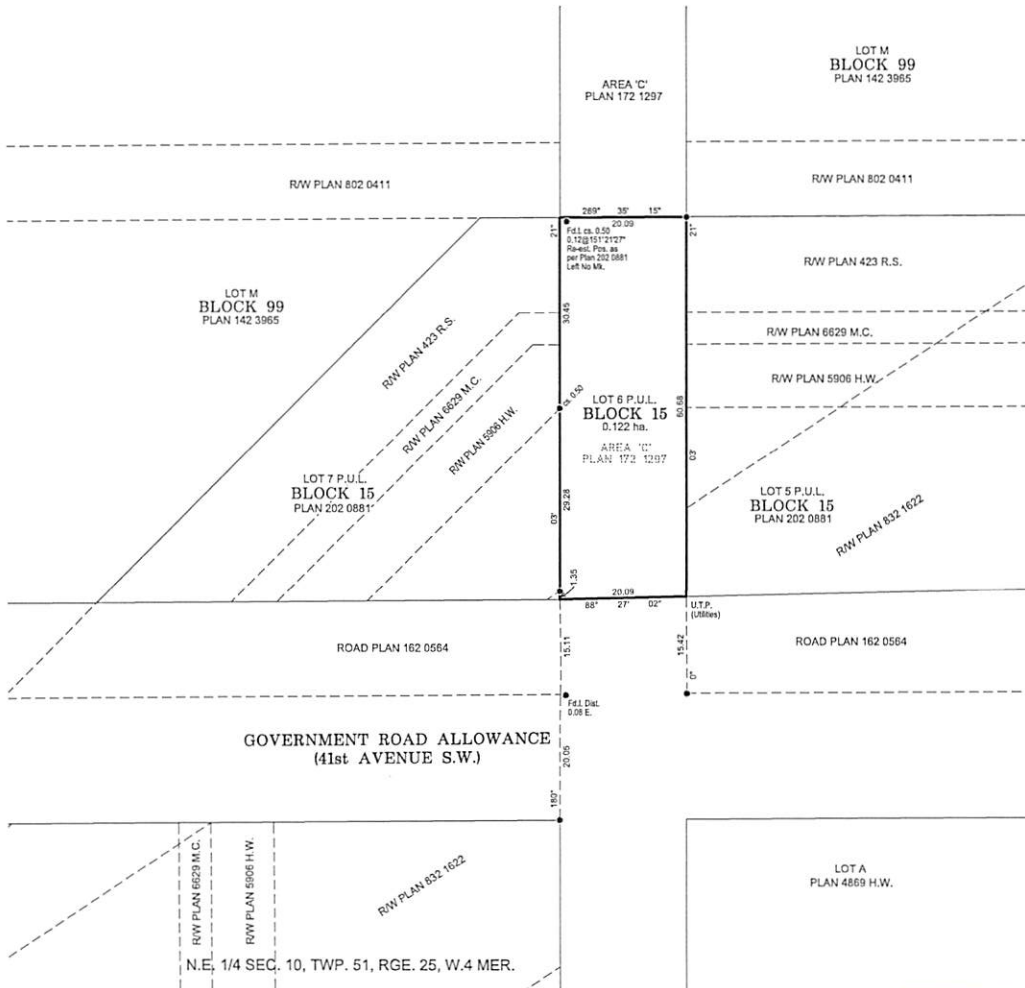 LOT M
BLOCK 99
PLAN 142 3965
AREA 'C'
PLAN 172 1297
R/W PLAN 802 0411
R/W PLAN 802 0411
269° 35' 15"
20.09
21"
21"
Fd.I. cs. 0.50
0.12@151°21'27"
Re-est. Pos. as
per Plan 202 0881
Left No Mk.
R/W PLAN 423 R.S.
LOT M
BLOCK 99
PLAN 142 3965
30.45
R/W PLAN 423 R.S.
R/W PLAN 6629 M.C.
R/W PLAN 6629 M.C.
R/W PLAN 5906 H.W.
R/W PLAN 5906 H.W.
cs. 0.50
LOT 6 P.U.L.
BLOCK 15
0.122 ha.
60.68
AREA 'C'
PLAN 172 1297
03'
LOT 7 P.U.L.
BLOCK 15
PLAN 202 0881
29.28
03'
LOT 5 P.U.L.
BLOCK 15
PLAN 202 0881
R/W PLAN 832 1622
1.35
20.09
88° 27' 02"
U.T.P.
(Utilities)
ROAD PLAN 162 0564
15.11
15.42
0°
ROAD PLAN 162 0564
Fd.I. Dist.
0.08 E.
GOVERNMENT ROAD ALLOWANCE
(41st AVENUE S.W.)
20.05
180°
R/W PLAN 6629 M.C.
R/W PLAN 5906 H.W.
R/W PLAN 832 1622
LOT A
PLAN 4869 H.W.
N.E. 1/4 SEC. 10, TWP. 51, RGE. 25, W.4 MER.